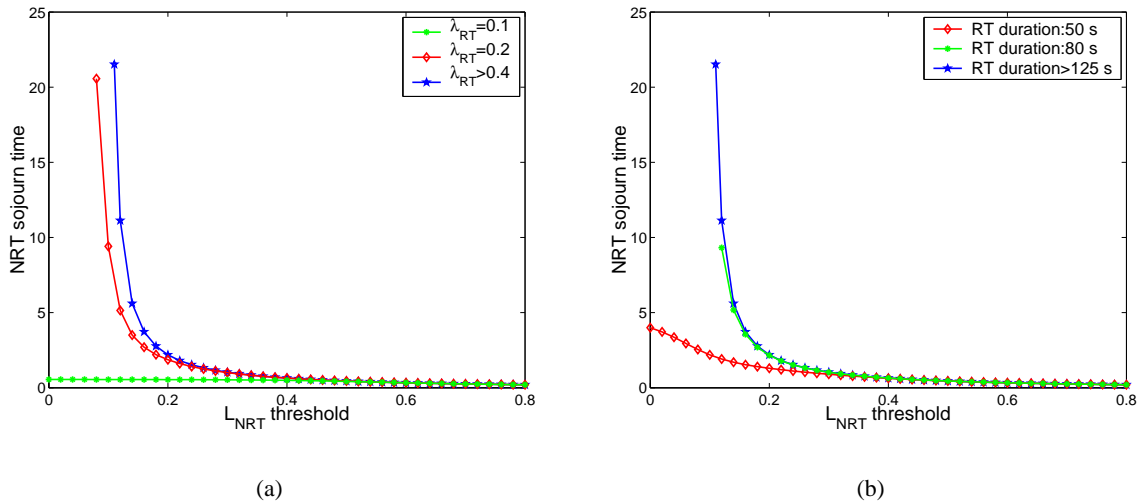 25
20
15
10
5
0
NRT sojourn time
0
0.2
0.4
0.6
0.8
L_NRT threshold
λ_RT=0.1
λ_RT=0.2
λ_RT>0.4
(a)
25
20
15
10
5
0
NRT sojourn time
0
0.2
0.4
0.6
0.8
L_NRT threshold
RT duration:50 s
RT duration:80 s
RT duration>125 s
(b)